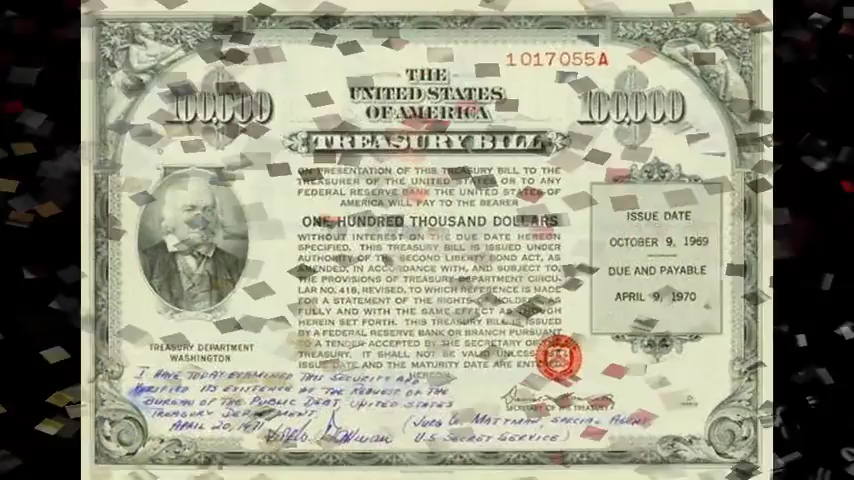 1017055A
THE
UNITED STATES
OF AMERICA
100,000
100,000
TREASURY BILL
ON PRESENTATION OF THIS TREASURY BILL TO THE
TREASURER OF THE UNITED STATES OR TO ANY
FEDERAL RESERVE BANK THE UNITED STATES OF
AMERICA WILL PAY TO THE BEARER
ONE HUNDRED THOUSAND DOLLARS
WITHOUT INTEREST ON THE DUE DATE HEREON
SPECIFIED. THIS TREASURY BILL IS ISSUED UNDER
AUTHORITY OF THE SECOND LIBERTY BOND ACT, AS
AMENDED, IN ACCORDANCE WITH, AND SUBJECT TO,
THE PROVISIONS OF TREASURY DEPARTMENT CIRCU-
LAR NO. 418, REVISED, TO WHICH REFERENCE IS MADE
FOR A STATEMENT OF THE RIGHTS OF HOLDERS, AS
FULLY AND WITH THE SAME EFFECT AS THOUGH
HEREIN SET FORTH. THIS TREASURY BILL IS ISSUED
BY A FEDERAL RESERVE BANK OR BRANCH PURSUANT
TO A TENDER ACCEPTED BY THE SECRETARY OF THE
TREASURY. IT SHALL NOT BE VALID UNLESS THE
ISSUE DATE AND THE MATURITY DATE ARE ENTERED
HEREON.
ISSUE DATE
OCTOBER 9, 1969
DUE AND PAYABLE
APRIL 9, 1970
TREASURY DEPARTMENT
WASHINGTON
SECRETARY OF THE TREASURY
I HAVE TODAY EXAMINED THIS SECURITY AND
VERIFIED ITS EXISTENCE AT THE REQUEST OF THE
BUREAU OF THE PUBLIC DEBT, UNITED STATES
TREASURY DEPARTMENT.
APRIL 20, 1971
SPECIAL AGENT
U.S. SECRET SERVICE)